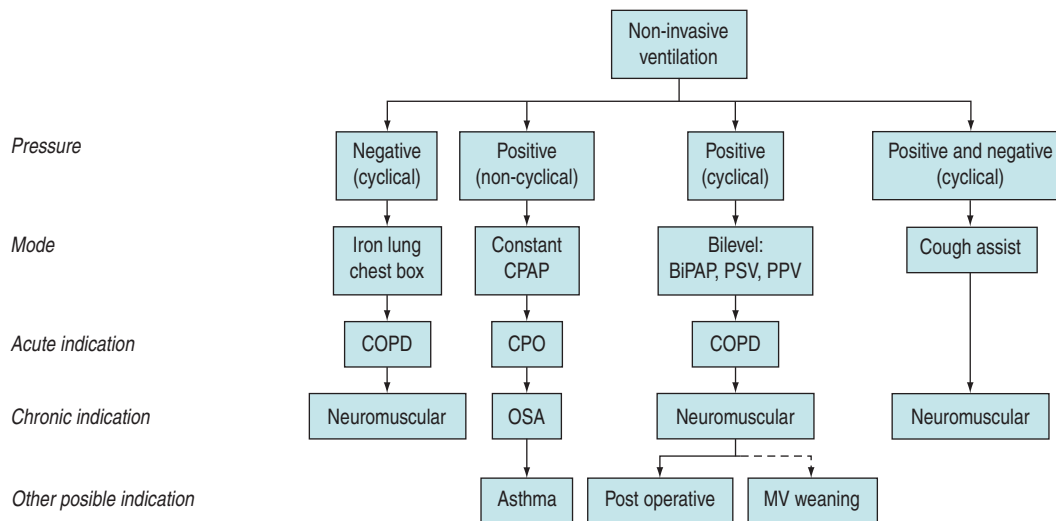 Non-invasive
ventilation
Pressure
Negative
(cyclical)
Positive
(non-cyclical)
Positive
(cyclical)
Positive and negative
(cyclical)
Mode
Iron lung
chest box
Constant
CPAP
Bilevel:
BiPAP, PSV, PPV
Cough assist
Acute indication
COPD
CPO
COPD
Chronic indication
Neuromuscular
OSA
Neuromuscular
Neuromuscular
Other posible indication
Asthma
Post operative
MV weaning